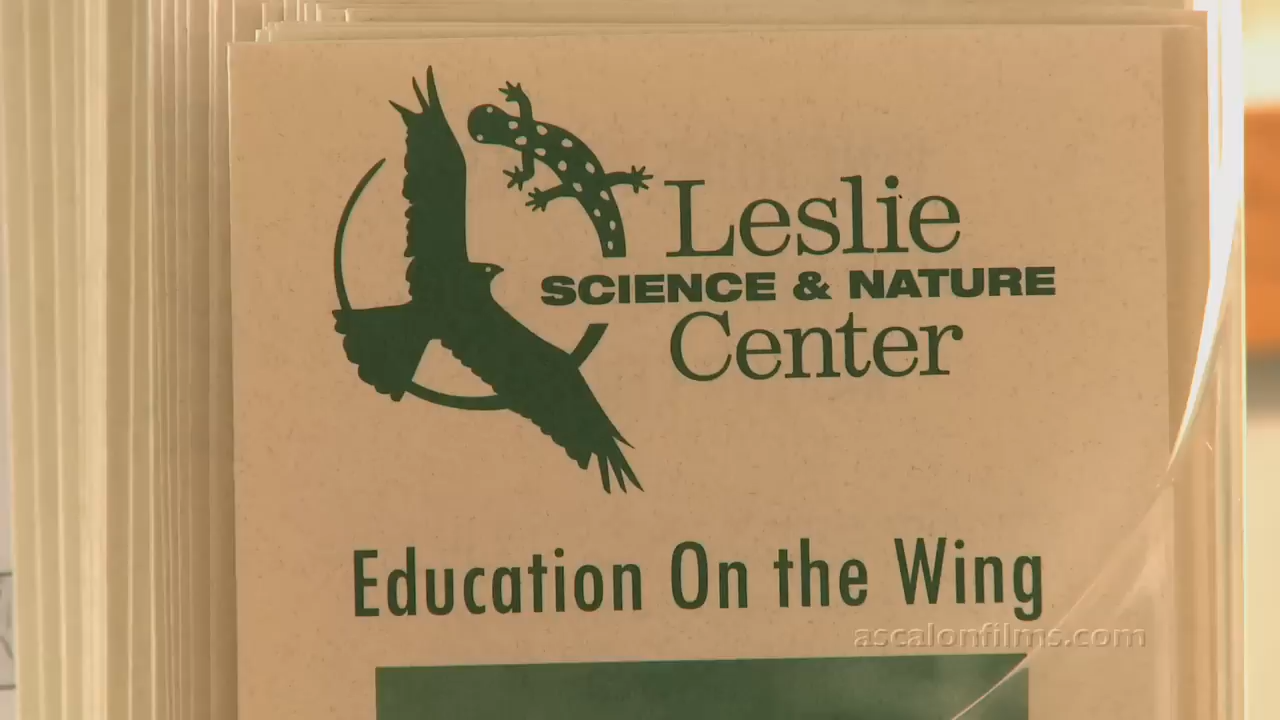 Leslie
SCIENCE & NATURE
Center
Education On the Wing
ascalonfilms.com